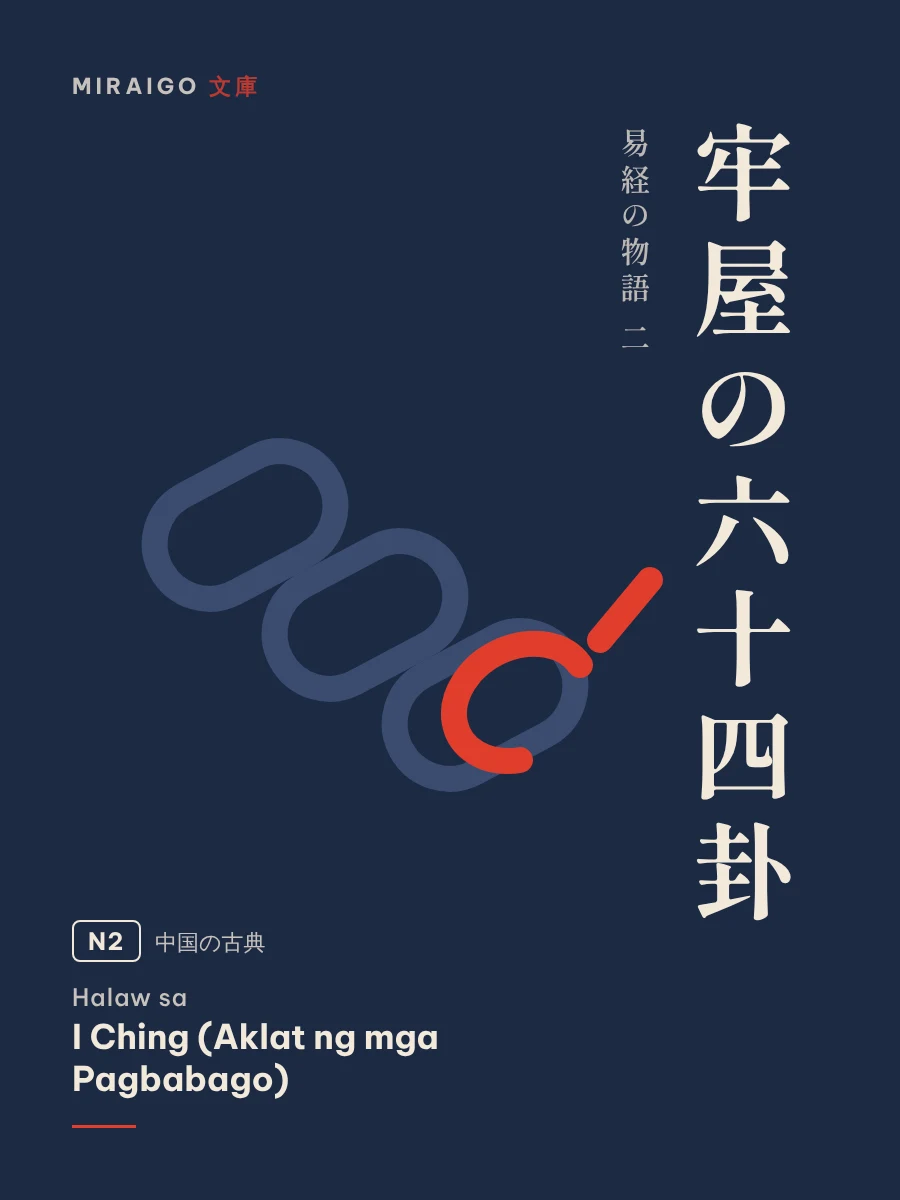 MIRAIGO 文庫
牢屋の六十四卦
易経の物語 二
N2 中国の古典
Halaw sa
I Ching (Aklat ng mga
Pagbabago)